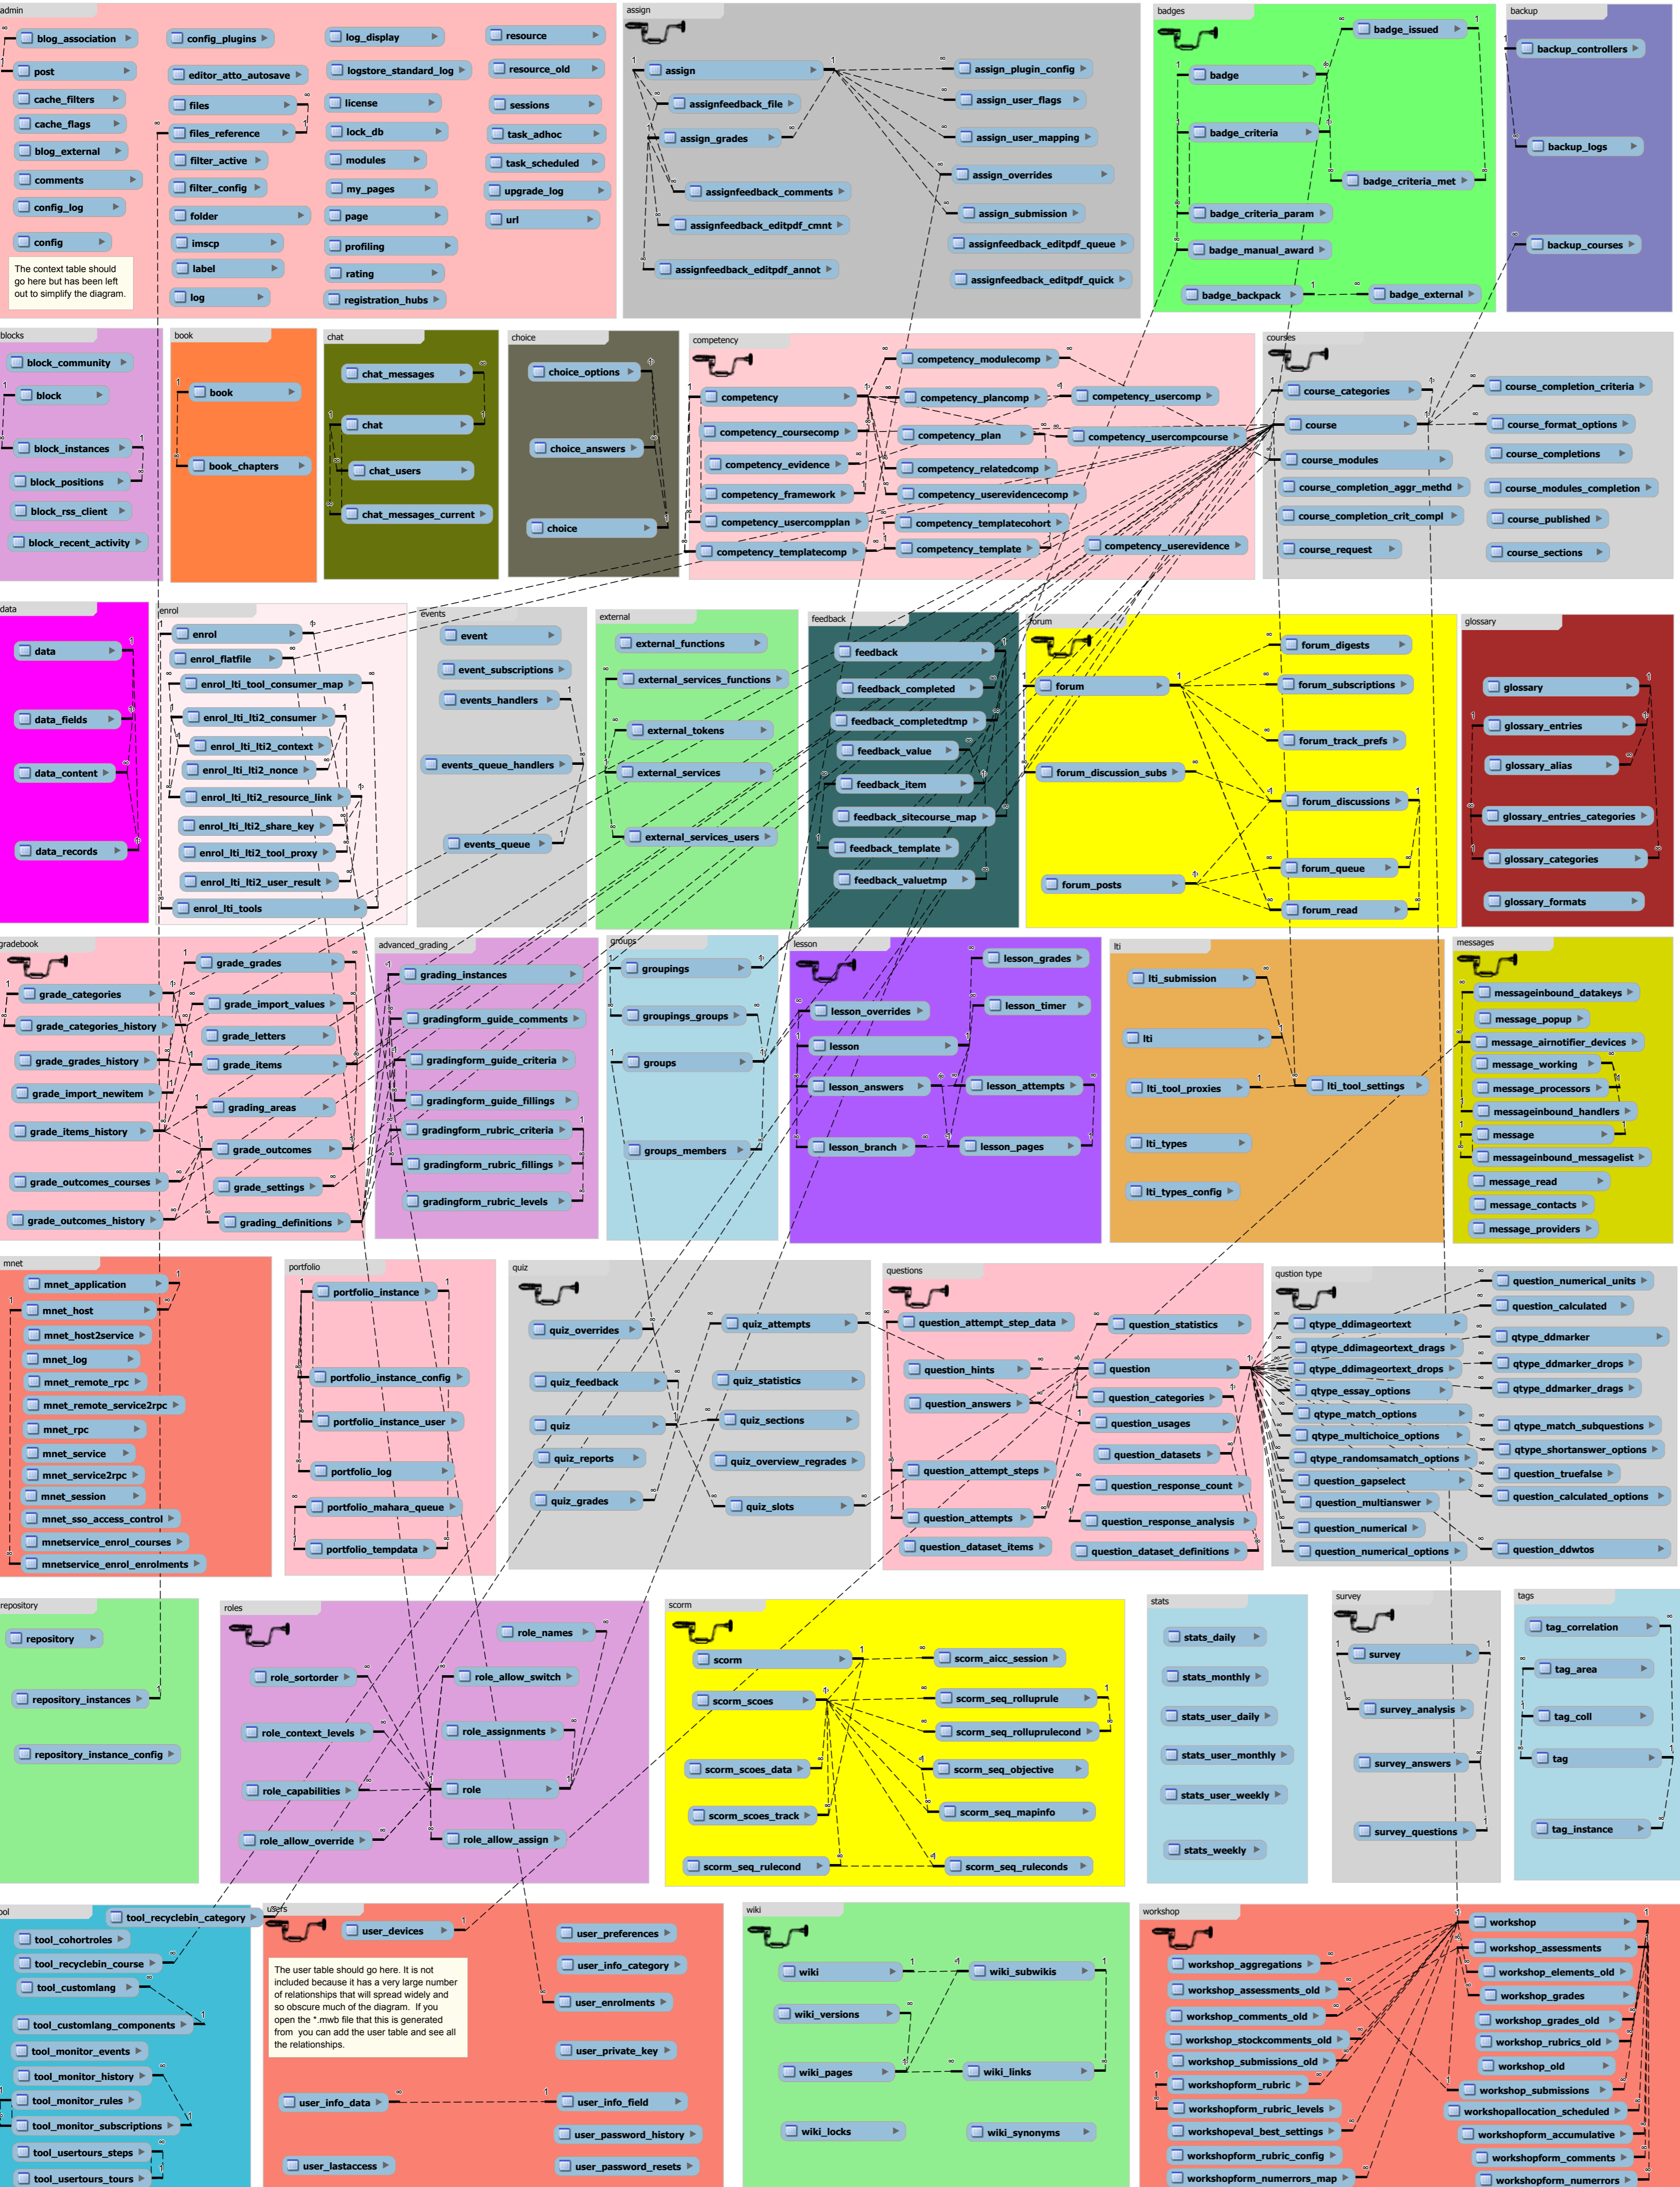 admin
blog_association
post
cache_filters
cache_flags
blog_external
comments
config_log
config
The context table should
go here but has been left
out to simplify the diagram.
config_plugins
editor_atto_autosave
files
files_reference
filter_active
filter_config
folder
imscp
label
log
log_display
logstore_standard_log
license
lock_db
modules
my_pages
page
profiling
rating
registration_hubs
resource
resource_old
sessions
task_adhoc
task_scheduled
upgrade_log
url
assign
assign
assignfeedback_file
assign_grades
assignfeedback_comments
assignfeedback_editpdf_cmnt
assignfeedback_editpdf_annot
assign_plugin_config
assign_user_flags
assign_user_mapping
assign_overrides
assign_submission
assignfeedback_editpdf_queue
assignfeedback_editpdf_quick
badges
badge_issued
badge
badge_criteria
badge_criteria_met
badge_criteria_param
badge_manual_award
badge_backpack
badge_external
backup
backup_controllers
backup_logs
backup_courses
blocks
block_community
block
block_instances
block_positions
block_rss_client
block_recent_activity
book
book
book_chapters
chat
chat_messages
chat
chat_users
chat_messages_current
choice
choice_options
choice_answers
choice
competency
competency
competency_coursecomp
competency_evidence
competency_framework
competency_usercompplan
competency_templatecomp
competency_modulecomp
competency_plancomp
competency_plan
competency_relatedcomp
competency_userevidencecomp
competency_templatecohort
competency_template
competency_usercomp
competency_usercompcourse
competency_userevidence
courses
course_categories
course
course_modules
course_completion_aggr_methd
course_completion_crit_compl
course_request
course_completion_criteria
course_format_options
course_completions
course_modules_completion
course_published
course_sections
data
data
data_fields
data_content
data_records
enrol
enrol
enrol_flatfile
enrol_lti_tool_consumer_map
enrol_lti_lti2_consumer
enrol_lti_lti2_context
enrol_lti_lti2_nonce
enrol_lti_lti2_resource_link
enrol_lti_lti2_share_key
enrol_lti_lti2_tool_proxy
enrol_lti_lti2_user_result
enrol_lti_tools
events
event
event_subscriptions
events_handlers
events_queue_handlers
events_queue
external
external_functions
external_services_functions
external_tokens
external_services
external_services_users
feedback
feedback
feedback_completed
feedback_completedtmp
feedback_value
feedback_item
feedback_sitecourse_map
feedback_template
feedback_valuetmp
forum
forum
forum_discussion_subs
forum_posts
forum_digests
forum_subscriptions
forum_track_prefs
forum_discussions
forum_queue
forum_read
glossary
glossary
glossary_entries
glossary_alias
glossary_entries_categories
glossary_categories
glossary_formats
gradebook
grade_categories
grade_categories_history
grade_grades_history
grade_import_newitem
grade_items_history
grade_outcomes_courses
grade_outcomes_history
grade_grades
grade_import_values
grade_letters
grade_items
grading_areas
grade_outcomes
grade_settings
grading_definitions
advanced_grading
grading_instances
gradingform_guide_comments
gradingform_guide_criteria
gradingform_guide_fillings
gradingform_rubric_criteria
gradingform_rubric_fillings
gradingform_rubric_levels
groups
groupings
groupings_groups
groups
groups_members
lesson
lesson_overrides
lesson
lesson_answers
lesson_branch
lesson_grades
lesson_timer
lesson_attempts
lesson_pages
lti
lti_submission
lti
lti_tool_proxies
lti_types
lti_types_config
lti_tool_settings
messages
messageinbound_datakeys
message_popup
message_airnotifier_devices
message_working
message_processors
messageinbound_handlers
message
messageinbound_messagelist
message_read
message_contacts
message_providers
mnet
mnet_application
mnet_host
mnet_host2service
mnet_log
mnet_remote_rpc
mnet_remote_service2rpc
mnet_rpc
mnet_service
mnet_service2rpc
mnet_session
mnet_sso_access_control
mnetservice_enrol_courses
mnetservice_enrol_enrolments
portfolio
portfolio_instance
portfolio_instance_config
portfolio_instance_user
portfolio_log
portfolio_mahara_queue
portfolio_tempdata
quiz
quiz_overrides
quiz_feedback
quiz
quiz_reports
quiz_grades
quiz_attempts
quiz_statistics
quiz_sections
quiz_overview_regrades
quiz_slots
questions
question_attempt_step_data
question_hints
question_answers
question_attempt_steps
question_attempts
question_dataset_items
question_statistics
question
question_categories
question_usages
question_datasets
question_response_count
question_response_analysis
question_dataset_definitions
qustion type
qtype_ddimageortext
qtype_ddimageortext_drags
qtype_ddimageortext_drops
qtype_essay_options
qtype_match_options
qtype_multichoice_options
qtype_randomsamatch_options
question_gapselect
question_multianswer
question_numerical
question_numerical_options
question_numerical_units
question_calculated
qtype_ddmarker
qtype_ddmarker_drops
qtype_ddmarker_drags
qtype_match_subquestions
qtype_shortanswer_options
question_truefalse
question_calculated_options
question_ddwtos
repository
repository
repository_instances
repository_instance_config
roles
role_names
role_sortorder
role_allow_switch
role_context_levels
role_assignments
role_capabilities
role
role_allow_override
role_allow_assign
scorm
scorm
scorm_scoes
scorm_scoes_data
scorm_scoes_track
scorm_seq_rulecond
scorm_aicc_session
scorm_seq_rolluprule
scorm_seq_rolluprulecond
scorm_seq_objective
scorm_seq_mapinfo
scorm_seq_ruleconds
stats
stats_daily
stats_monthly
stats_user_daily
stats_user_monthly
stats_user_weekly
stats_weekly
survey
survey
survey_analysis
survey_answers
survey_questions
tags
tag_correlation
tag_area
tag_coll
tag
tag_instance
ool
tool_recyclebin_category
tool_cohortroles
tool_recyclebin_course
tool_customlang
tool_customlang_components
tool_monitor_events
tool_monitor_history
tool_monitor_rules
tool_monitor_subscriptions
tool_usertours_steps
tool_usertours_tours
users
user_devices
The user table should go here. It is not
included because it has a very large number
of relationships that will spread widely and
so obscure much of the diagram. If you
open the *.mwb file that this is generated
from you can add the user table and see all
the relationships.
user_info_data
user_lastaccess
user_preferences
user_info_category
user_enrolments
user_private_key
user_info_field
user_password_history
user_password_resets
wiki
wiki
wiki_versions
wiki_pages
wiki_locks
wiki_subwikis
wiki_links
wiki_synonyms
workshop
workshop_aggregations
workshop_assessments_old
workshop_comments_old
workshop_stockcomments_old
workshop_submissions_old
workshopform_rubric
workshopform_rubric_levels
workshopeval_best_settings
workshopform_rubric_config
workshopform_numerrors_map
workshop
workshop_assessments
workshop_elements_old
workshop_grades
workshop_grades_old
workshop_rubrics_old
workshop_old
workshop_submissions
workshopallocation_scheduled
workshopform_accumulative
workshopform_comments
workshopform_numerrors